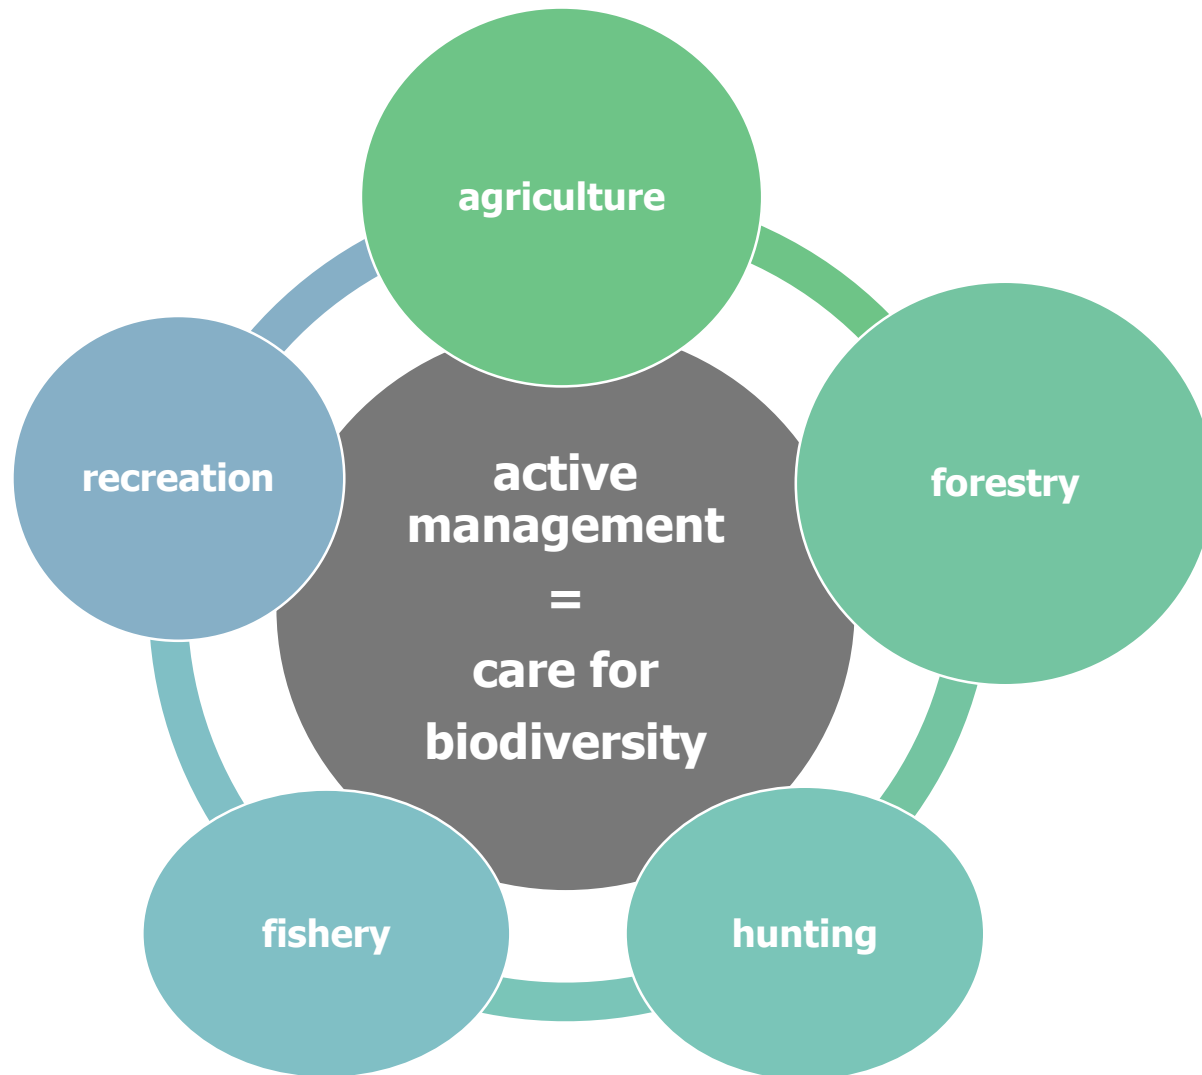 agriculture
recreation
forestry
active
management
=
care for
biodiversity
fishery
hunting